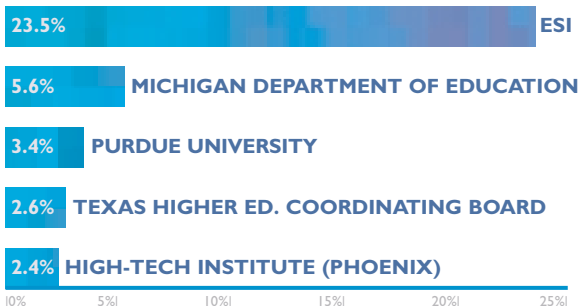 23.5% ESI
5.6% MICHIGAN DEPARTMENT OF EDUCATION
3.4% PURDUE UNIVERSITY
2.6% TEXAS HIGHER ED. COORDINATING BOARD
2.4% HIGH-TECH INSTITUTE (PHOENIX)
0% 5% 10% 15% 20% 25%